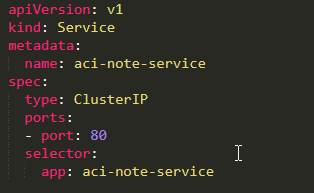 apiVersion: v1
kind: Service
metadata:
  name: aci-note-service
spec:
  type: ClusterIP
  ports:
  - port: 80
  selector:
    app: aci-note-service